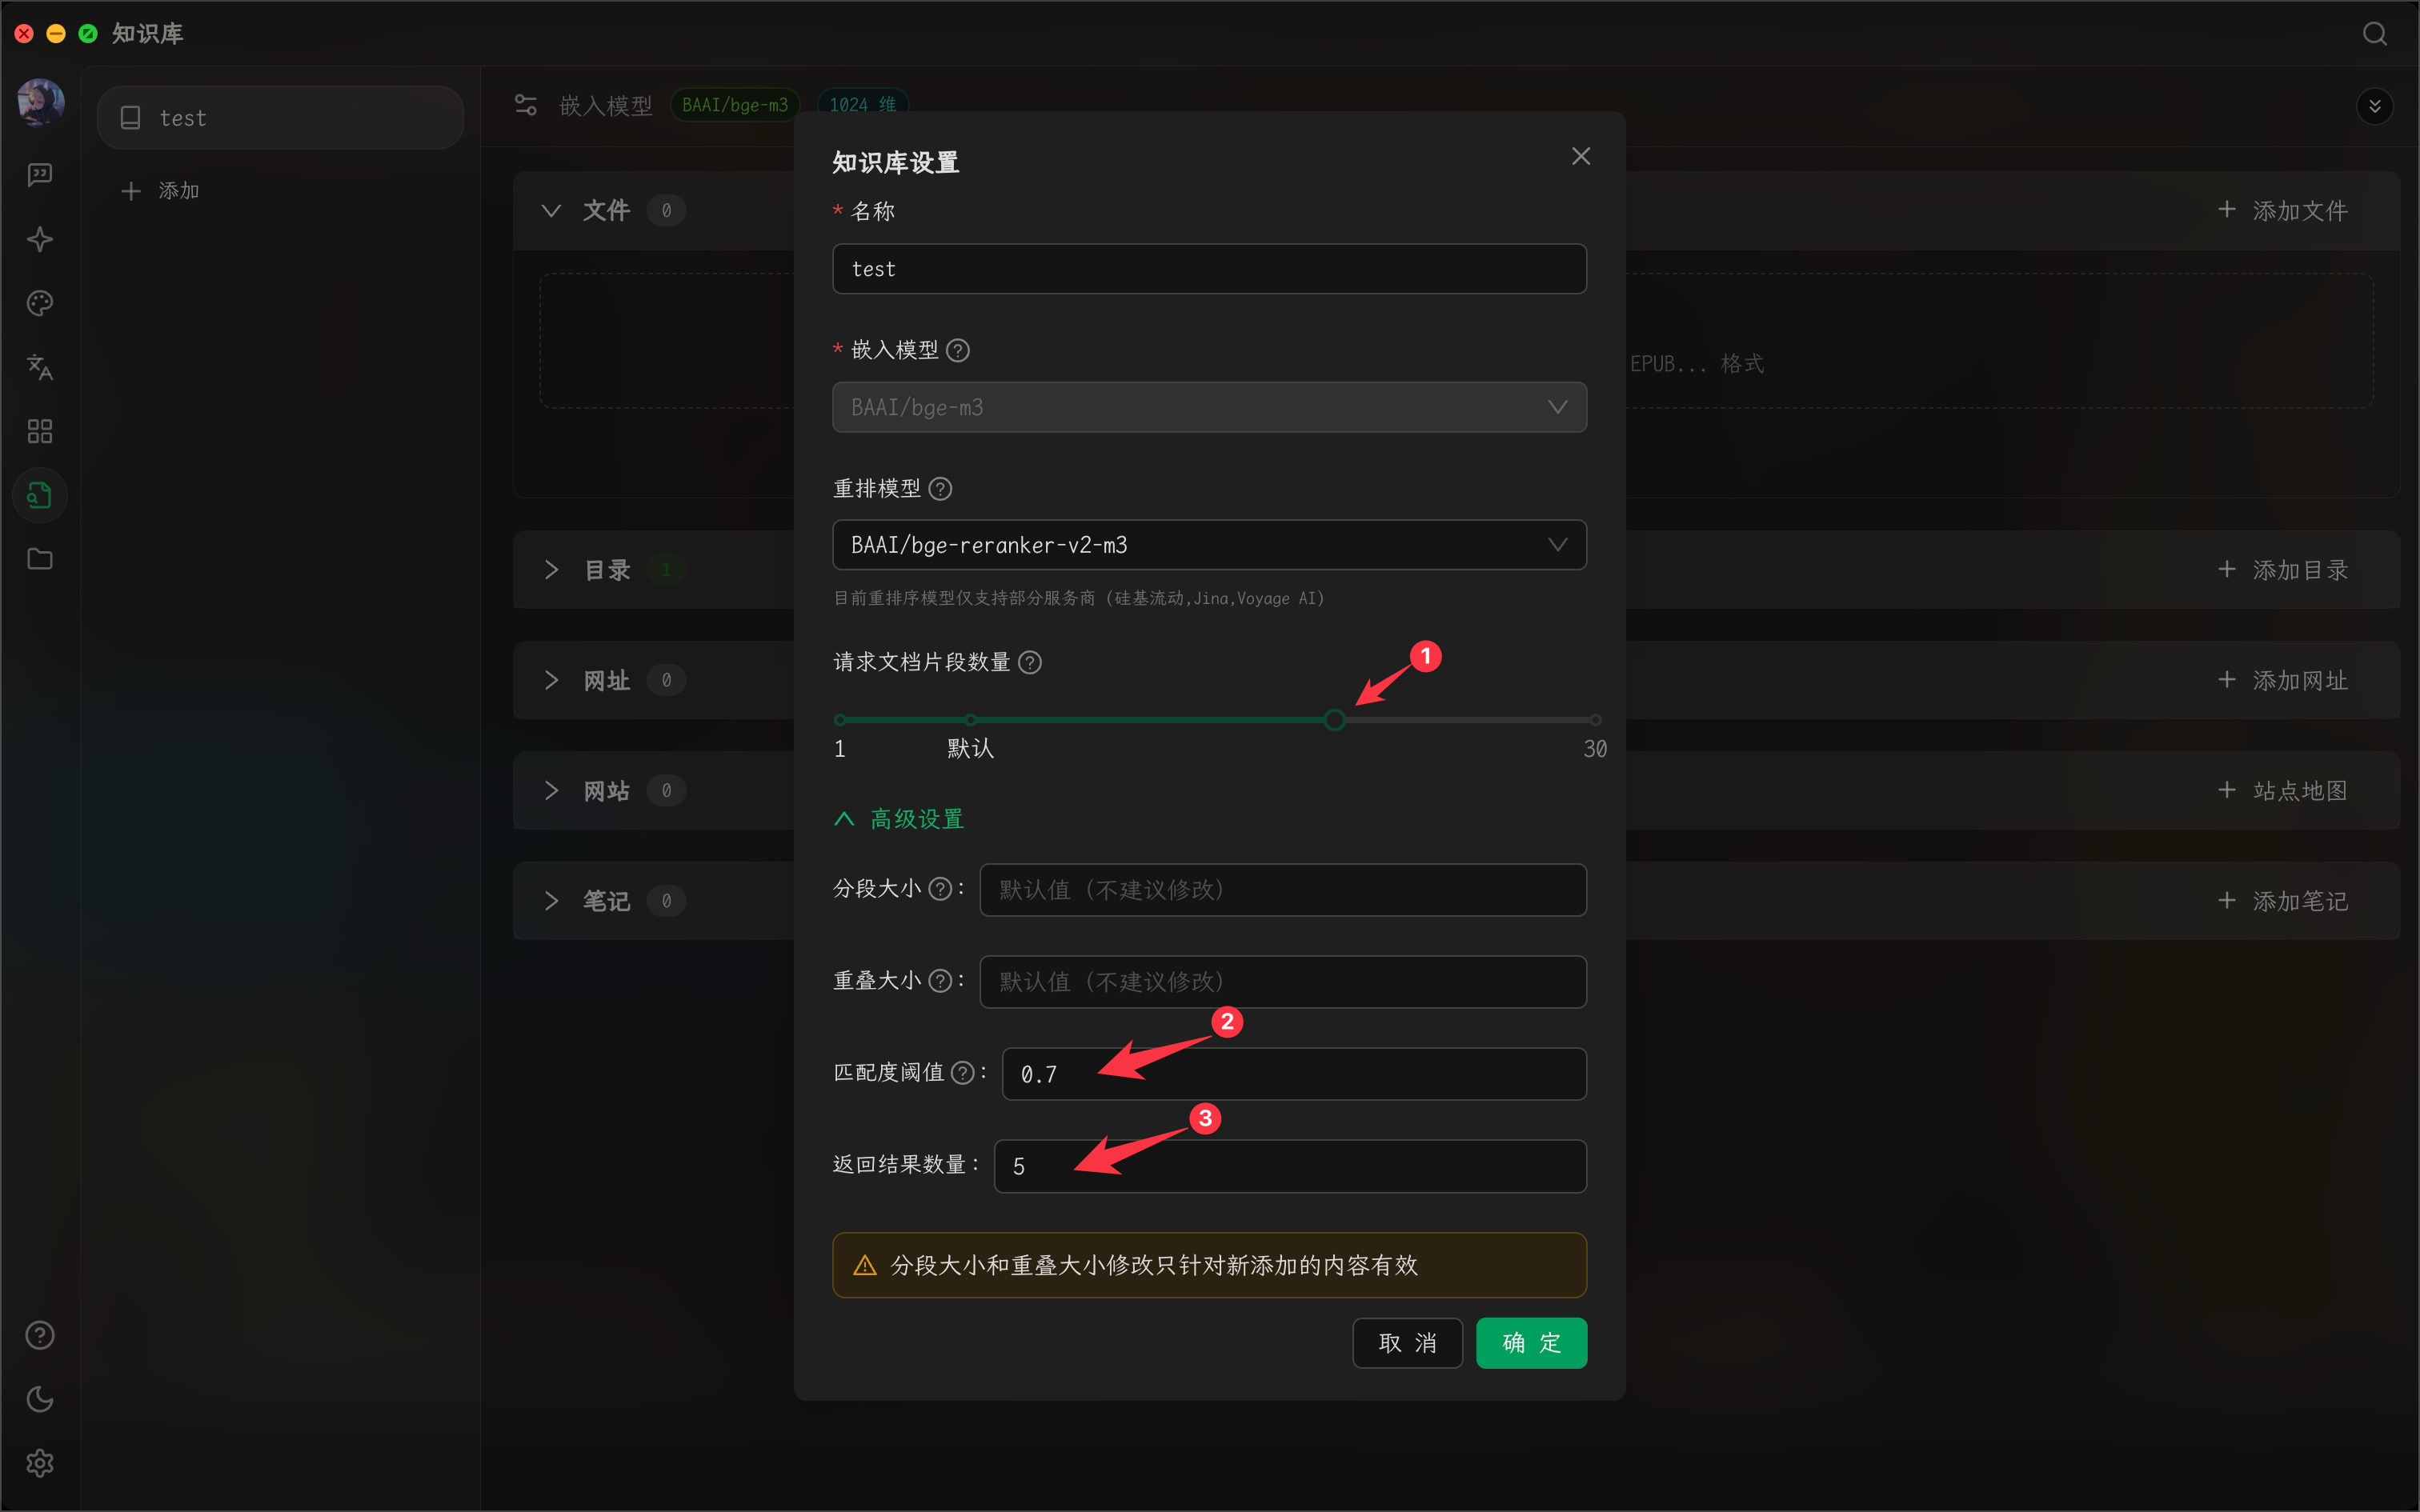 知识库
test
添加
嵌入模型 BAAI/bge-m3 1024 维
文件 0
添加文件
EPUB... 格式
目录 1
添加目录
网址 0
添加网址
网站 0
站点地图
笔记 0
添加笔记
知识库设置
* 名称
test
* 嵌入模型
BAAI/bge-m3
重排模型
BAAI/bge-reranker-v2-m3
目前重排序模型仅支持部分服务商 (硅基流动,Jina,Voyage AI)
请求文档片段数量
1
1 默认 30
高级设置
分段大小 : 默认值 (不建议修改)
重叠大小 : 默认值 (不建议修改)
2
匹配度阈值 : 0.7
3
返回结果数量: 5
分段大小和重叠大小修改只针对新添加的内容有效
取 消 确 定